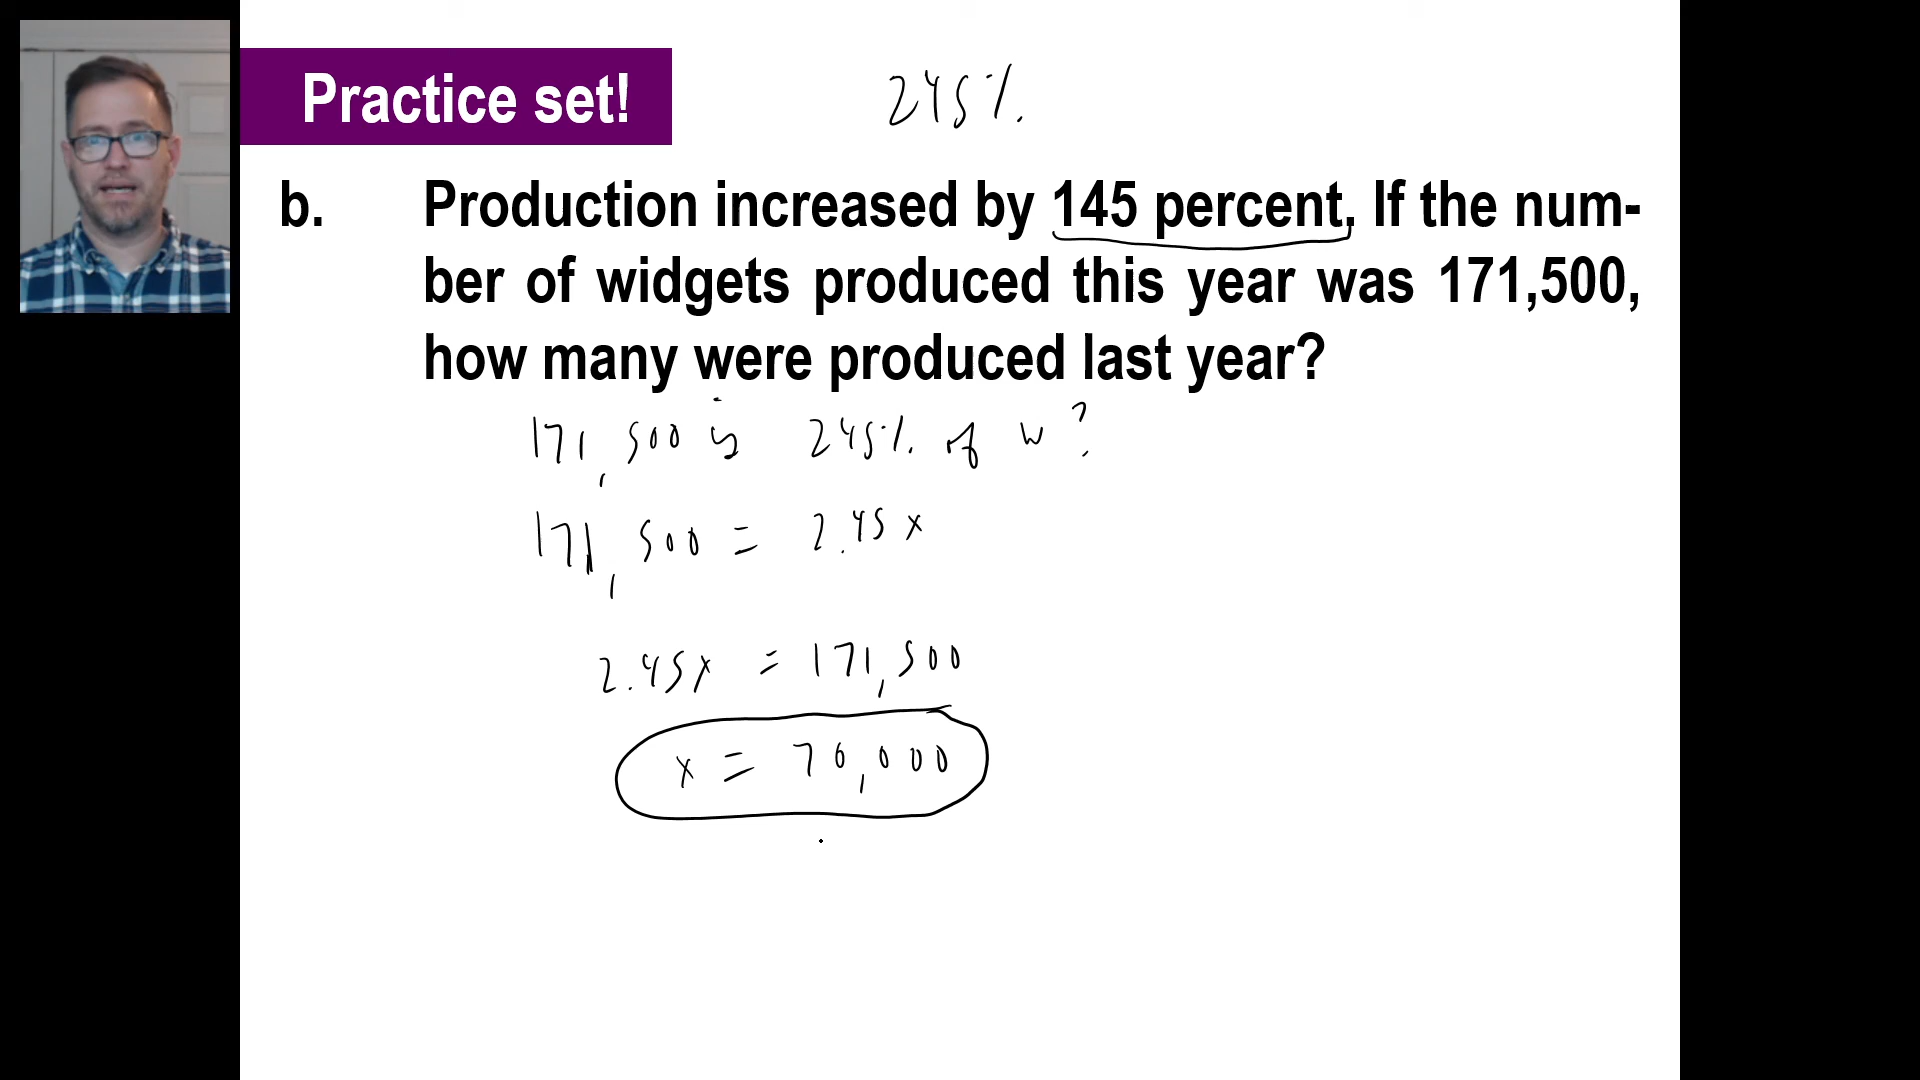 Practice set!
245%
b. Production increased by 145 percent. If the num-
ber of widgets produced this year was 171,500,
how many were produced last year?
171,500 is 245% of w?
171,500 = 2.45x
2.45x = 171,500
x = 70,000